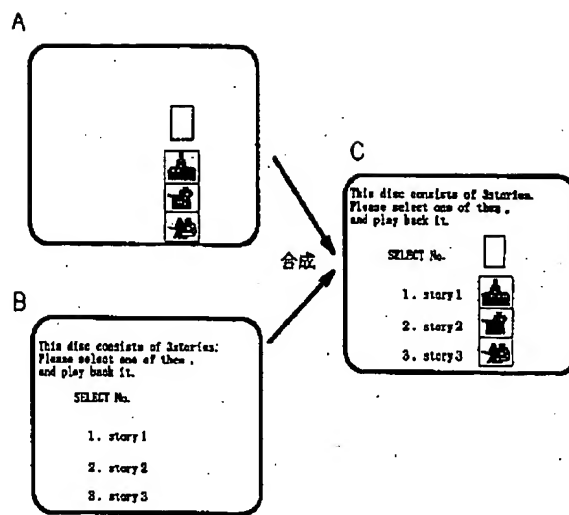 A
C
This disc consists of 3stories.
Please select one of them,
and play back it.
SELECT No.
1. story1
2. story2
3. story3
合成
B
This disc consists of 3stories:
Please select one of them,
and play back it.
SELECT No.
1. story1
2. story2
3. story3